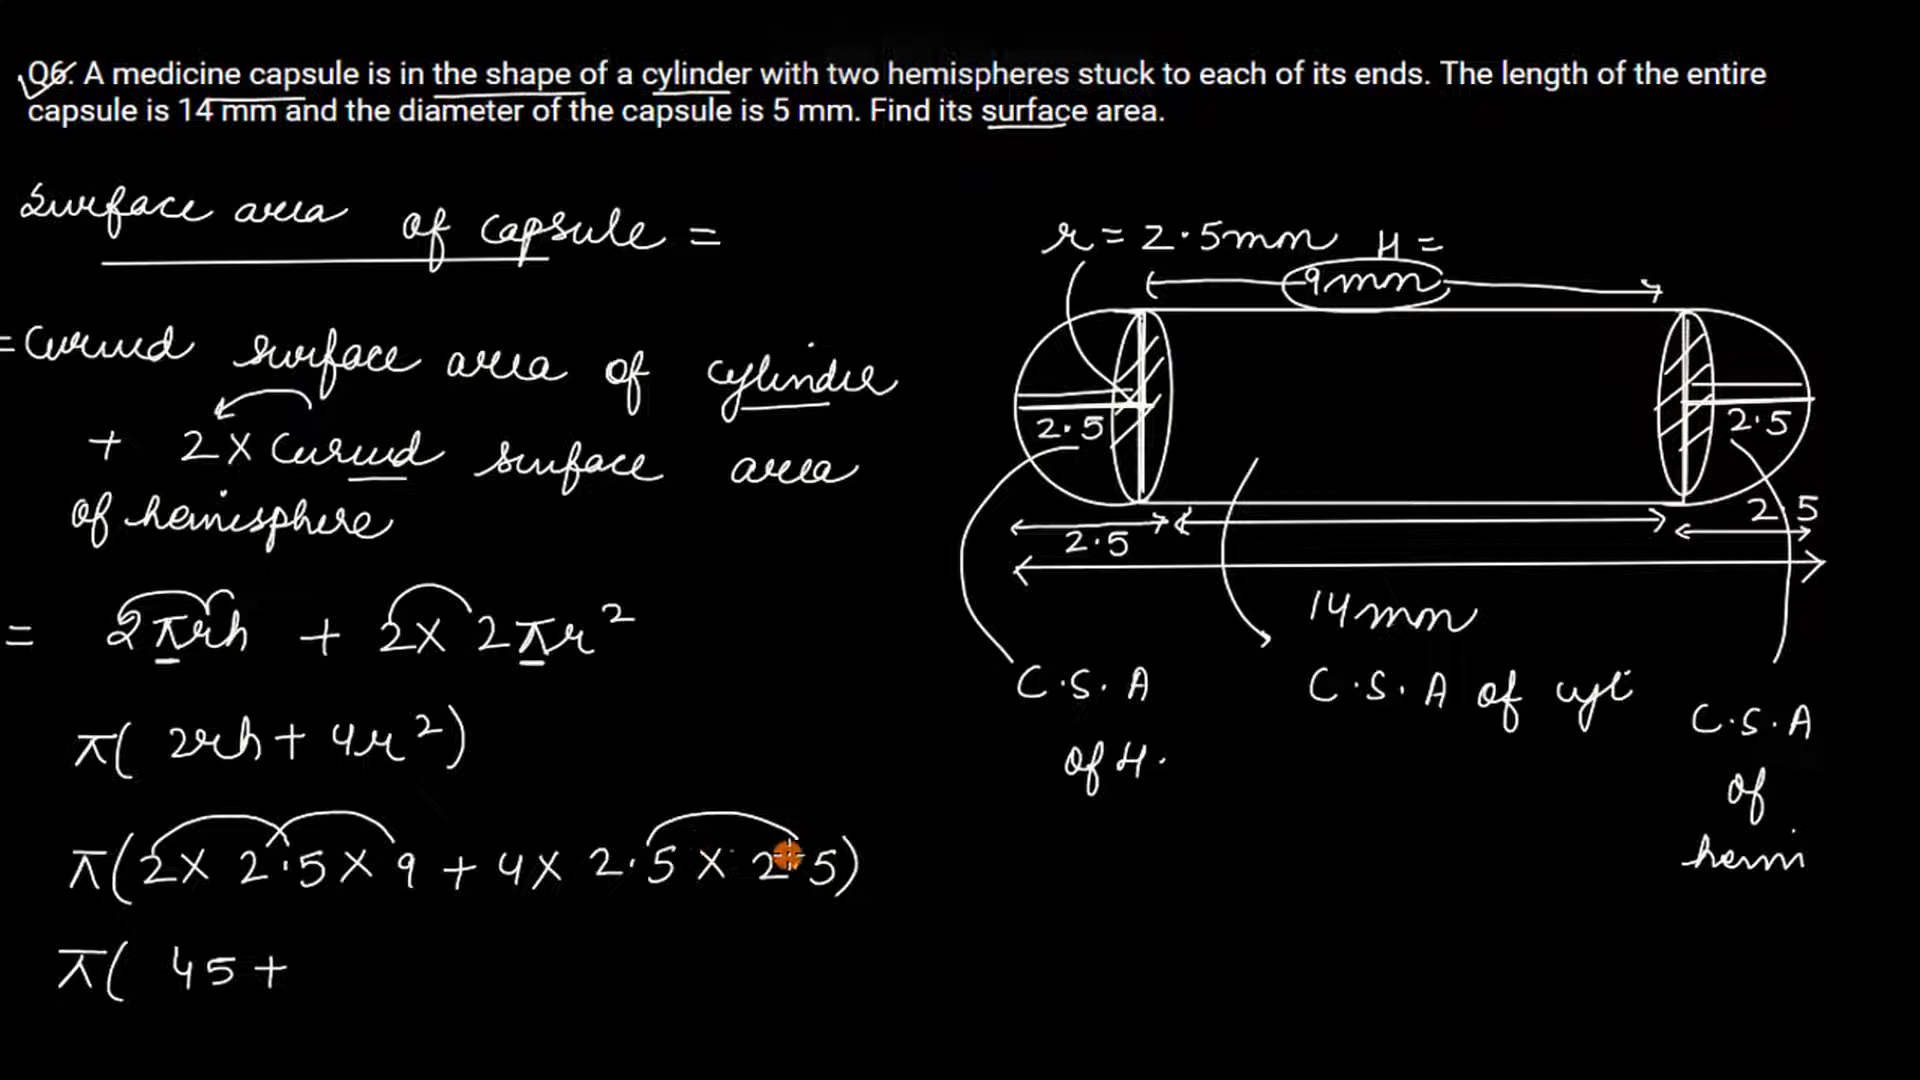 Q6. A medicine capsule is in the shape of a cylinder with two hemispheres stuck to each of its ends. The length of the entire
capsule is 14 mm and the diameter of the capsule is 5 mm. Find its surface area.
Surface area of capsule =
= Curved surface area of cylinder
+ 2 × Curved surface area
of hemisphere
= 2πrh + 2× 2πr²
π( 2rh + 4r²)
π(2× 2.5× 9 + 4× 2.5 × 2.5)
π( 45 +
r = 2.5mm H =
9mm
2.5 2.5
2.5 2.5
14mm
C.S.A
of H.
C.S.A of cyl
C.S.A
of
hemi